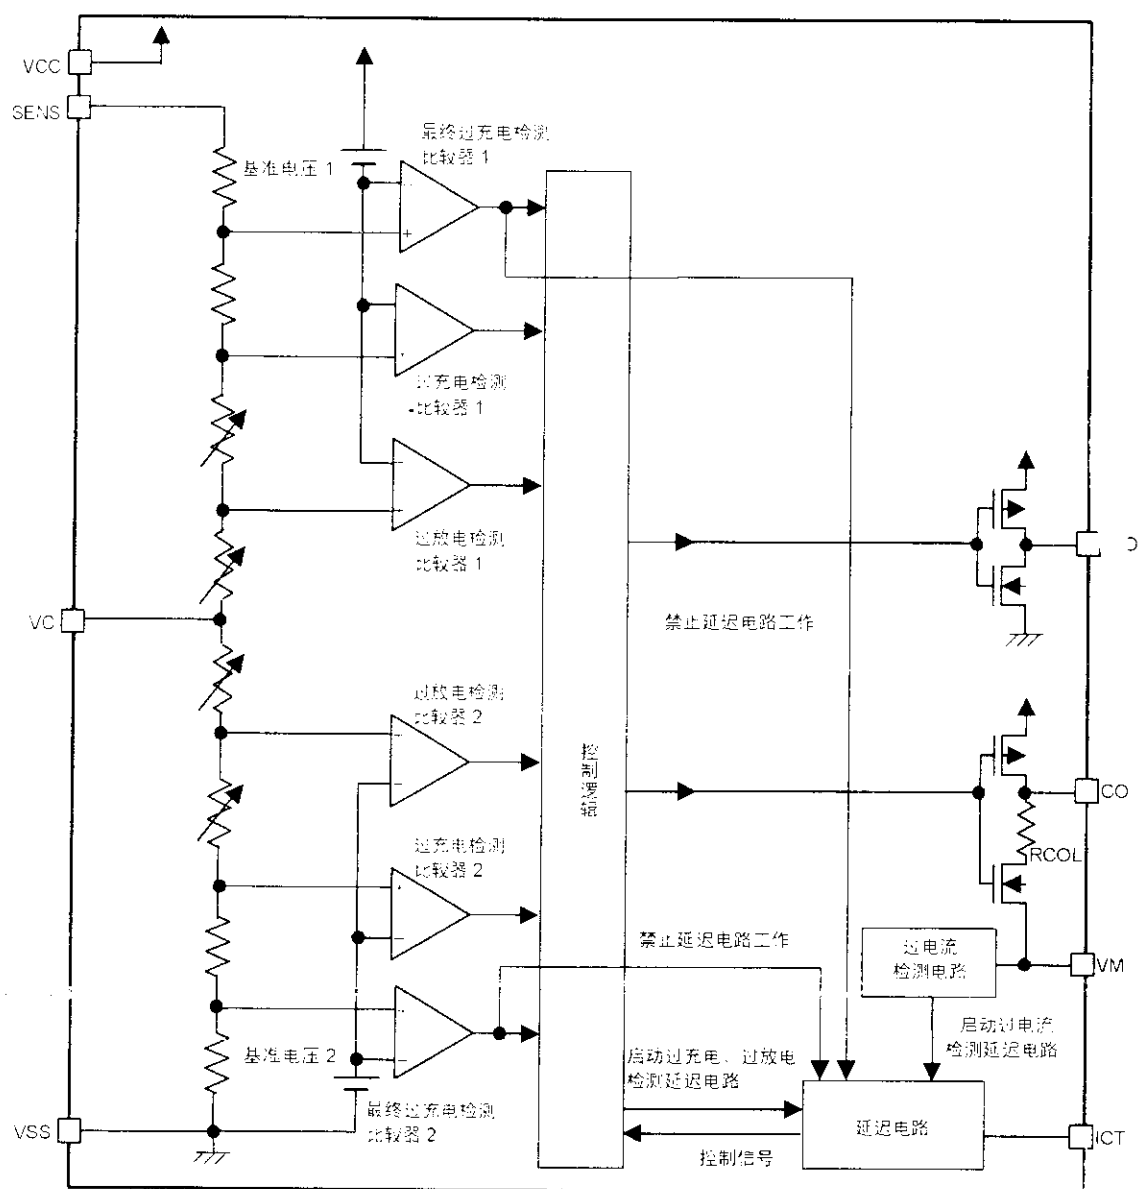 VCC
SENS
基准电压 1
最终过充电检测
比较器 1
过充电检测
比较器 1
过放电检测
比较器 1
禁止延迟电路工作
VC
过放电检测
比较器 2
控制逻辑
CO
过充电检测
比较器 2
RCOL
禁止延迟电路工作
过电流
检测电路
VM
基准电压 2
启动过电流
检测延迟电路
启动过充电、过放电
检测延迟电路
最终过充电检测
比较器 2
VSS
延迟电路
ICT
控制信号